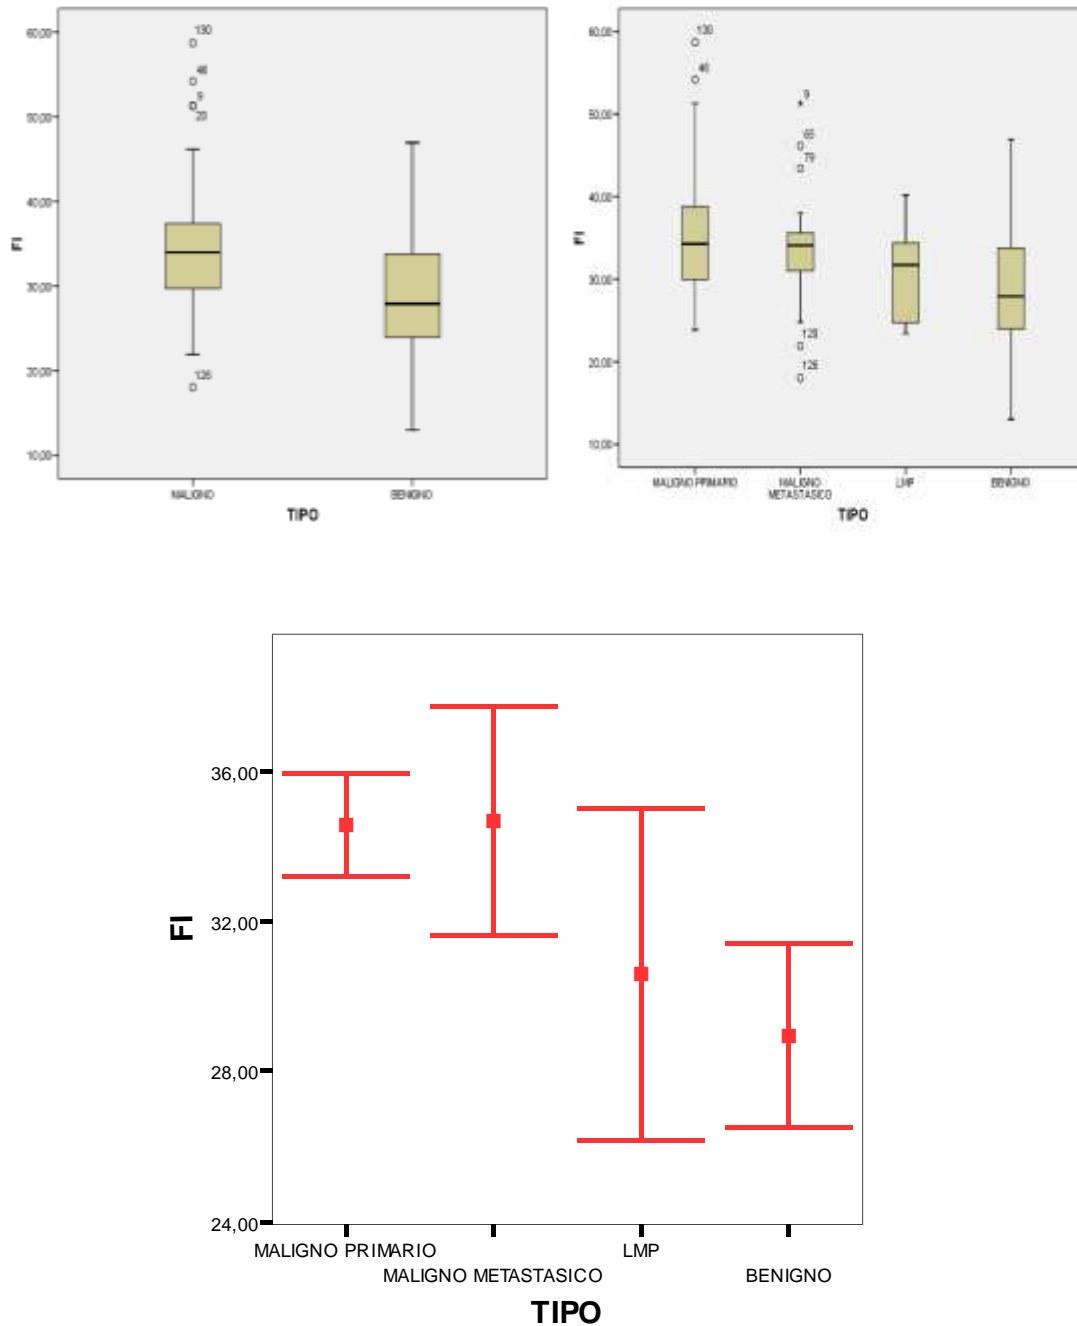 60,00
50,00
40,00
30,00
20,00
10,00
FI
130
46
9
20
126
MALIGNO
BENIGNO
TIPO
60,00
50,00
40,00
30,00
20,00
10,00
FI
130
46
9
79
126
MALIGNO PRIMARIO
MALIGNO
METASTASICO
LMP
BENIGNO
TIPO
36,00
32,00
28,00
24,00
FI
MALIGNO PRIMARIO
MALIGNO METASTASICO
LMP
BENIGNO
TIPO